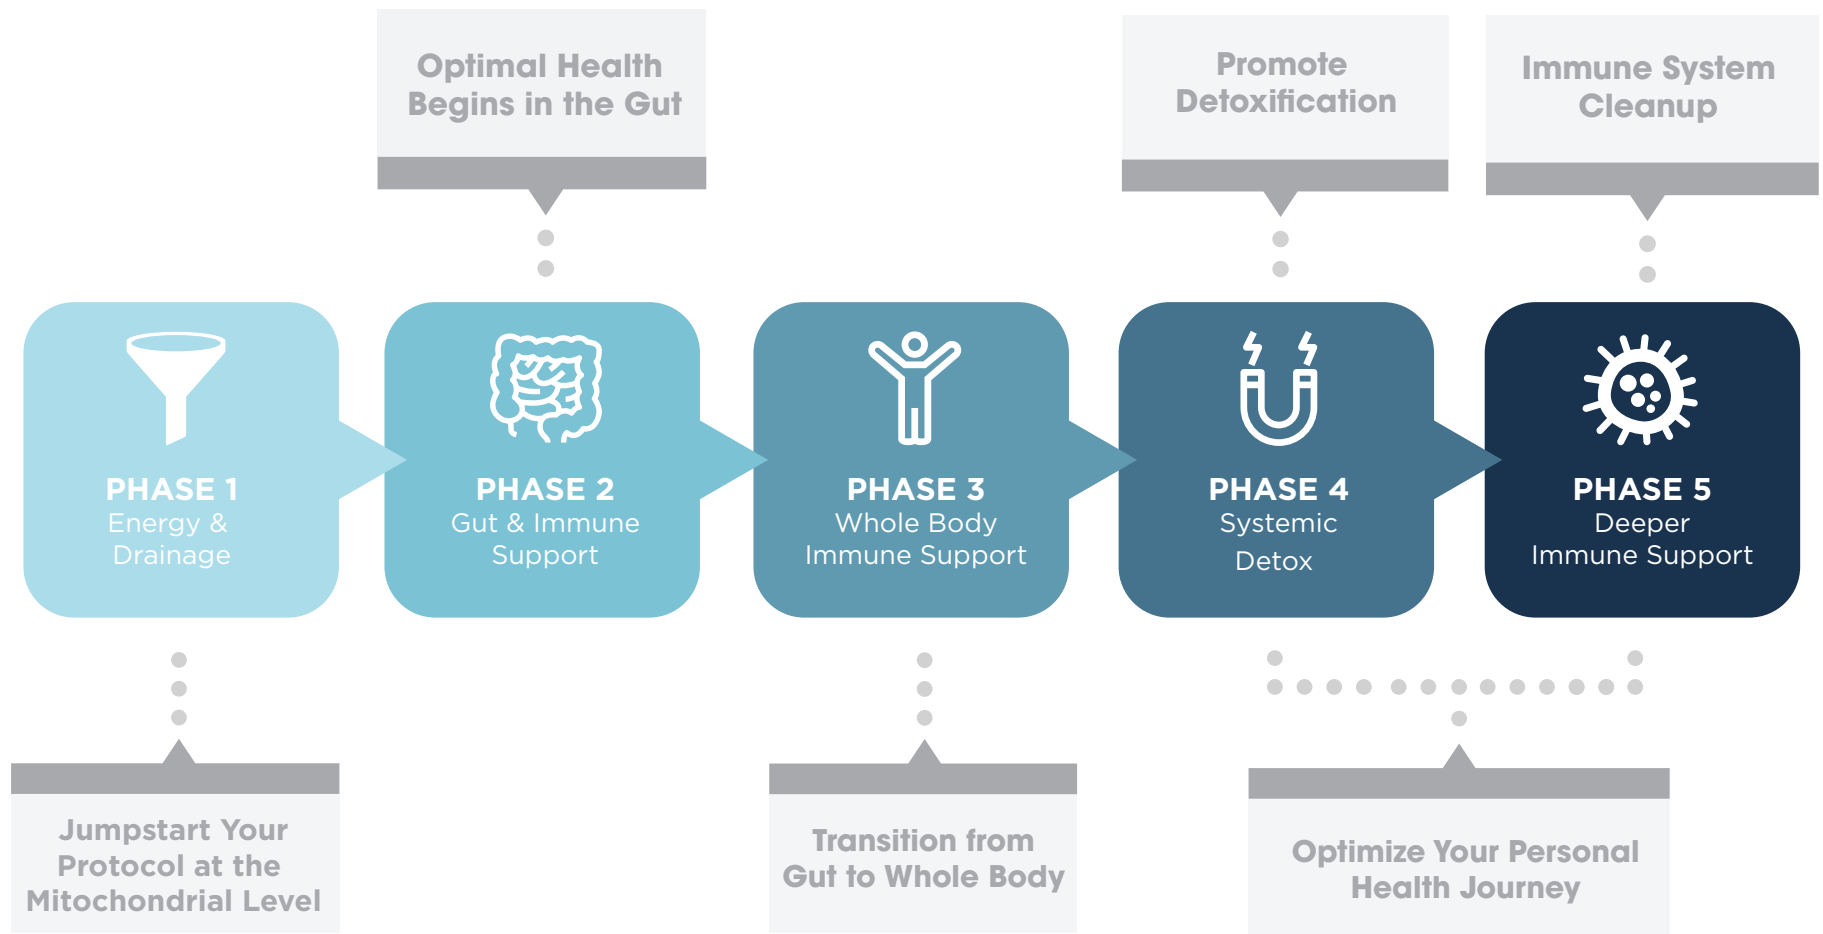 Optimal Health
Begins in the Gut
Promote
Detoxification
Immune System
Cleanup
PHASE 1
Energy &
Drainage
PHASE 2
Gut & Immune
Support
PHASE 3
Whole Body
Immune Support
PHASE 4
Systemic
Detox
PHASE 5
Deeper
Immune Support
Jumpstart Your
Protocol at the
Mitochondrial Level
Transition from
Gut to Whole Body
Optimize Your Personal
Health Journey